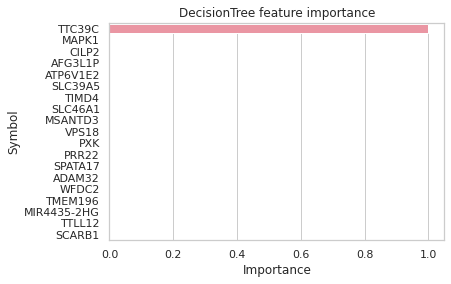 DecisionTree feature importance
Symbol
TTC39C
MAPK1
CILP2
AFG3L1P
ATP6V1E2
SLC39A5
TIMD4
SLC46A1
MSANTD3
VPS18
PXK
PRR22
SPATA17
ADAM32
WFDC2
TMEM196
MIR4435-2HG
TTLL12
SCARB1
0.0 0.2 0.4 0.6 0.8 1.0
Importance